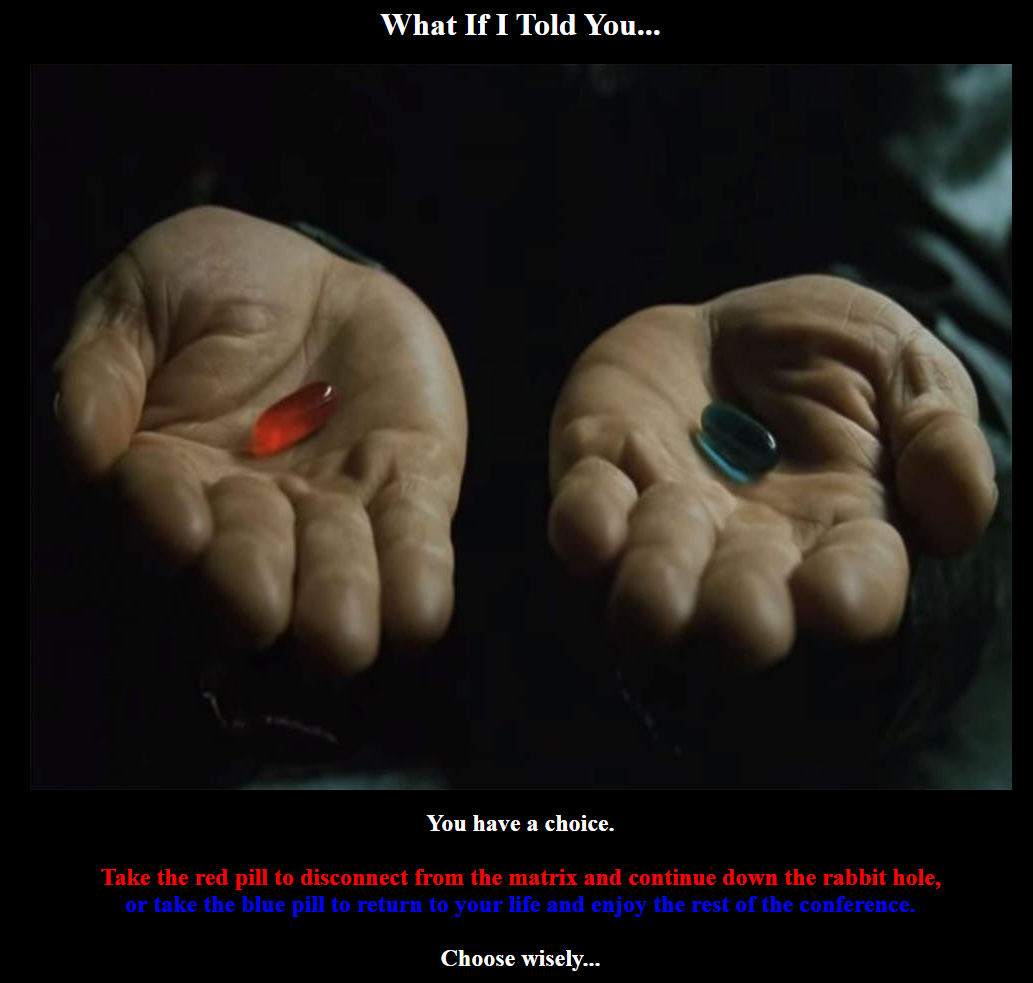 What If I Told You...
You have a choice.
Take the red pill to disconnect from the matrix and continue down the rabbit hole,
or take the blue pill to return to your life and enjoy the rest of the conference.
Choose wisely...